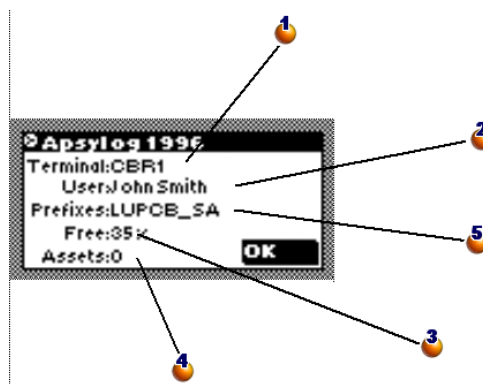 1
2
©Apsylog 1996
Terminal:CBR1
User:John Smith
Prefixes:LUPCB_SA
5
Free:35%
OK
Assets:0
3
4